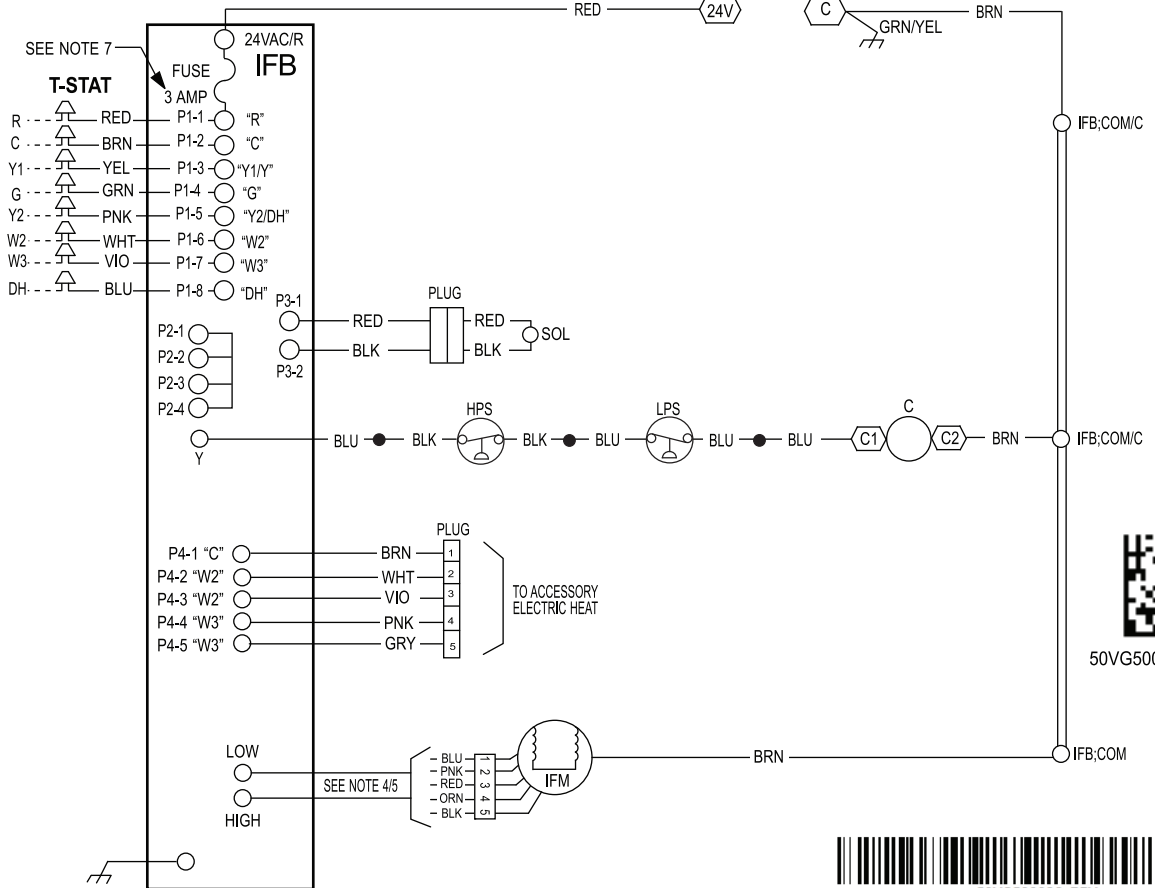 RED
24V
C
BRN
GRN/YEL
SEE NOTE 7
24VAC/R
FUSE
IFB
T-STAT
3 AMP
R RED P1-1 "R"
C BRN P1-2 "C"
Y1 YEL P1-3 "Y1/Y"
G GRN P1-4 "G"
Y2 PNK P1-5 "Y2/DH"
W2 WHT P1-6 "W2"
W3 VIO P1-7 "W3"
DH BLU P1-8 "DH"
IFB;COM/C
P3-1
PLUG
RED RED
SOL
BLK BLK
P3-2
P2-1
P2-2
P2-3
P2-4
HPS
LPS
C
Y
BLU BLK BLK BLU BLU BLU C1 C2 BRN IFB;COM/C
PLUG
P4-1 "C" BRN 1
P4-2 "W2" WHT 2
P4-3 "W2" VIO 3
P4-4 "W3" PNK 4
P4-5 "W3" GRY 5
TO ACCESSORY
ELECTRIC HEAT
50VG500
LOW
HIGH
SEE NOTE 4/5
BLU 1
PNK 2
RED 3
ORN 4
BLK 5
IFM
BRN
IFB;COM